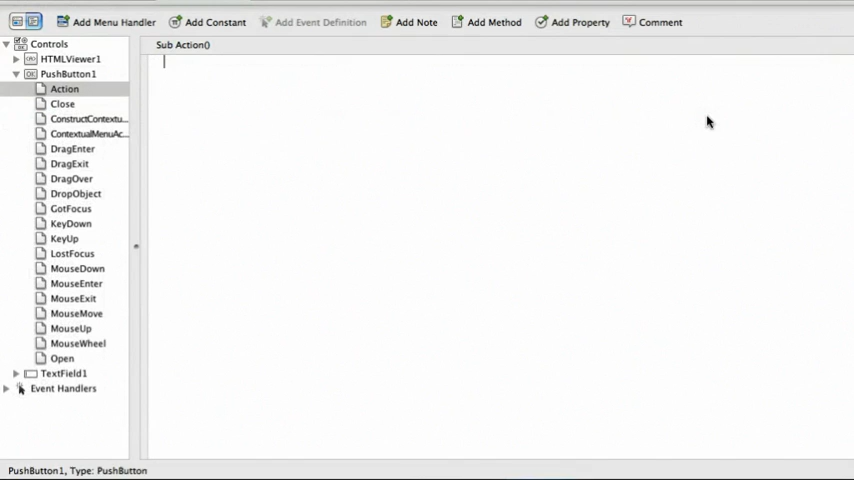 Add Menu Handler Add Constant Add Event Definition Add Note Add Method Add Property Comment
Controls
HTMLViewer1
PushButton1
Action
Close
ConstructContextu...
ContextualMenuAc...
DragEnter
DragExit
DragOver
DropObject
GotFocus
KeyDown
KeyUp
LostFocus
MouseDown
MouseEnter
MouseExit
MouseMove
MouseUp
MouseWheel
Open
TextField1
Event Handlers
Sub Action()
PushButton1, Type: PushButton